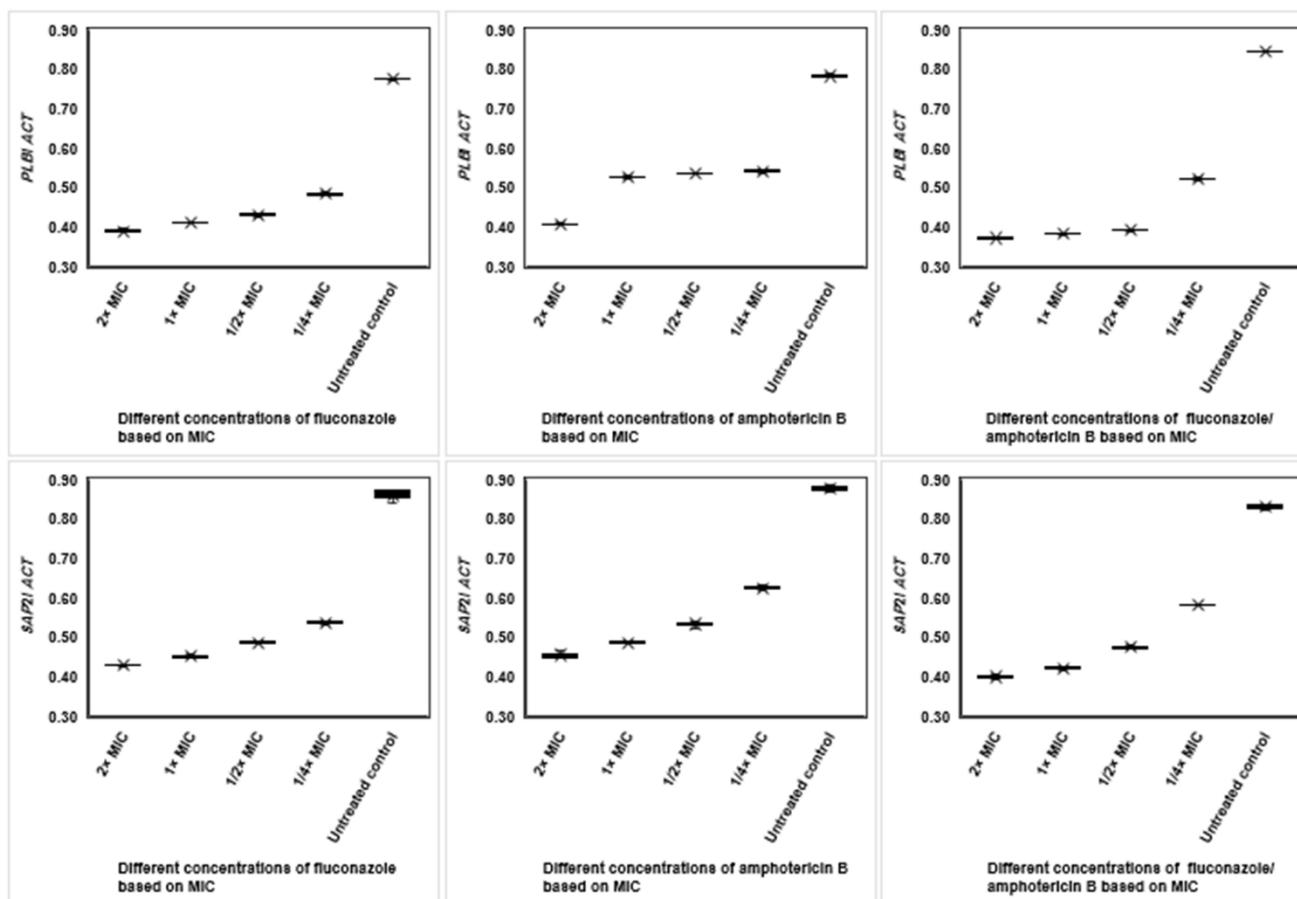 0.90
0.80
0.70
0.60
0.50
0.40
0.30
PLB/ ACT
2× MIC
1× MIC
1/2× MIC
1/4× MIC
Untreated control
Different concentrations of fluconazole
based on MIC
0.90
0.80
0.70
0.60
0.50
0.40
0.30
PLB/ ACT
2× MIC
1× MIC
1/2× MIC
1/4× MIC
Untreated control
Different concentrations of amphotericin B
based on MIC
0.90
0.80
0.70
0.60
0.50
0.40
0.30
PLB/ ACT
2× MIC
1× MIC
1/2× MIC
1/4× MIC
Untreated control
Different concentrations of fluconazole/
amphotericin B based on MIC
0.90
0.80
0.70
0.60
0.50
0.40
0.30
SAP2/ ACT
2× MIC
1× MIC
1/2× MIC
1/4× MIC
Untreated control
Different concentrations of fluconazole
based on MIC
0.90
0.80
0.70
0.60
0.50
0.40
0.30
SAP2/ ACT
2× MIC
1× MIC
1/2× MIC
1/4× MIC
Untreated control
Different concentrations of amphotericin B
based on MIC
0.90
0.80
0.70
0.60
0.50
0.40
0.30
SAP2/ ACT
2× MIC
1× MIC
1/2× MIC
1/4× MIC
Untreated control
Different concentrations of fluconazole/
amphotericin B based on MIC